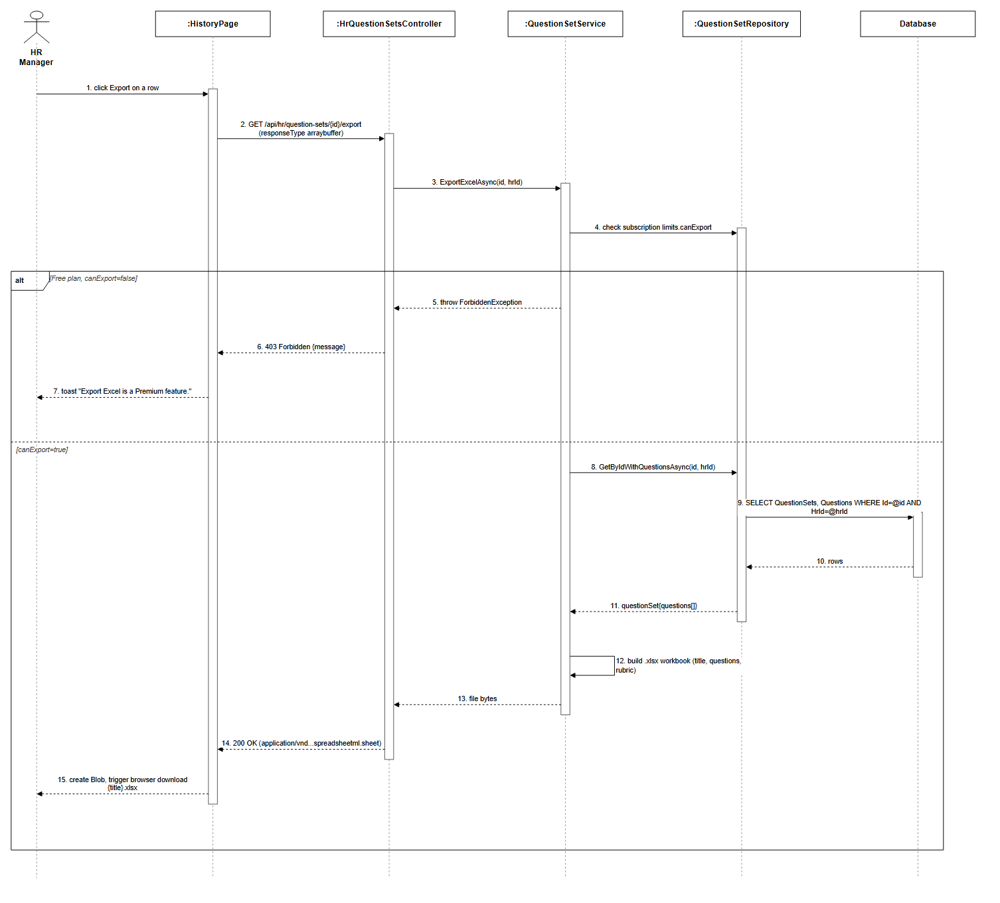 :HistoryPage
:HrQuestionSetsController
:QuestionSetService
:QuestionSetRepository
Database
HR
Manager
1. click Export on a row
2. GET /api/hr/question-sets/{id}/export
(responseType arraybuffer)
3. ExportExcelAsync(id, hrId)
4. check subscription limits.canExport
alt
[Free plan, canExport=false]
5. throw ForbiddenException
6. 403 Forbidden {message}
7. toast "Export Excel is a Premium feature."
[canExport=true]
8. GetByIdWithQuestionsAsync(id, hrId)
9. SELECT QuestionSets, Questions WHERE Id=@id AND
HrId=@hrId
10. rows
11. questionSet{questions[]}
12. build .xlsx workbook (title, questions,
rubric)
13. file bytes
14. 200 OK (application/vnd...spreadsheetml.sheet)
15. create Blob, trigger browser download
{title}.xlsx